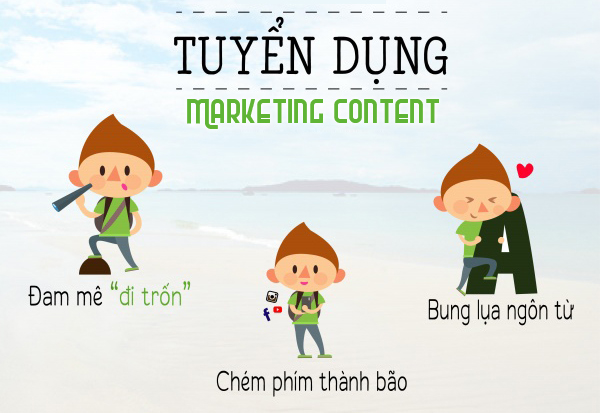 TUYỂN DỤNG
MARKETING CONTENT
Đam mê “đi trốn”
Bung lụa ngôn từ
Chém phím thành bão
A